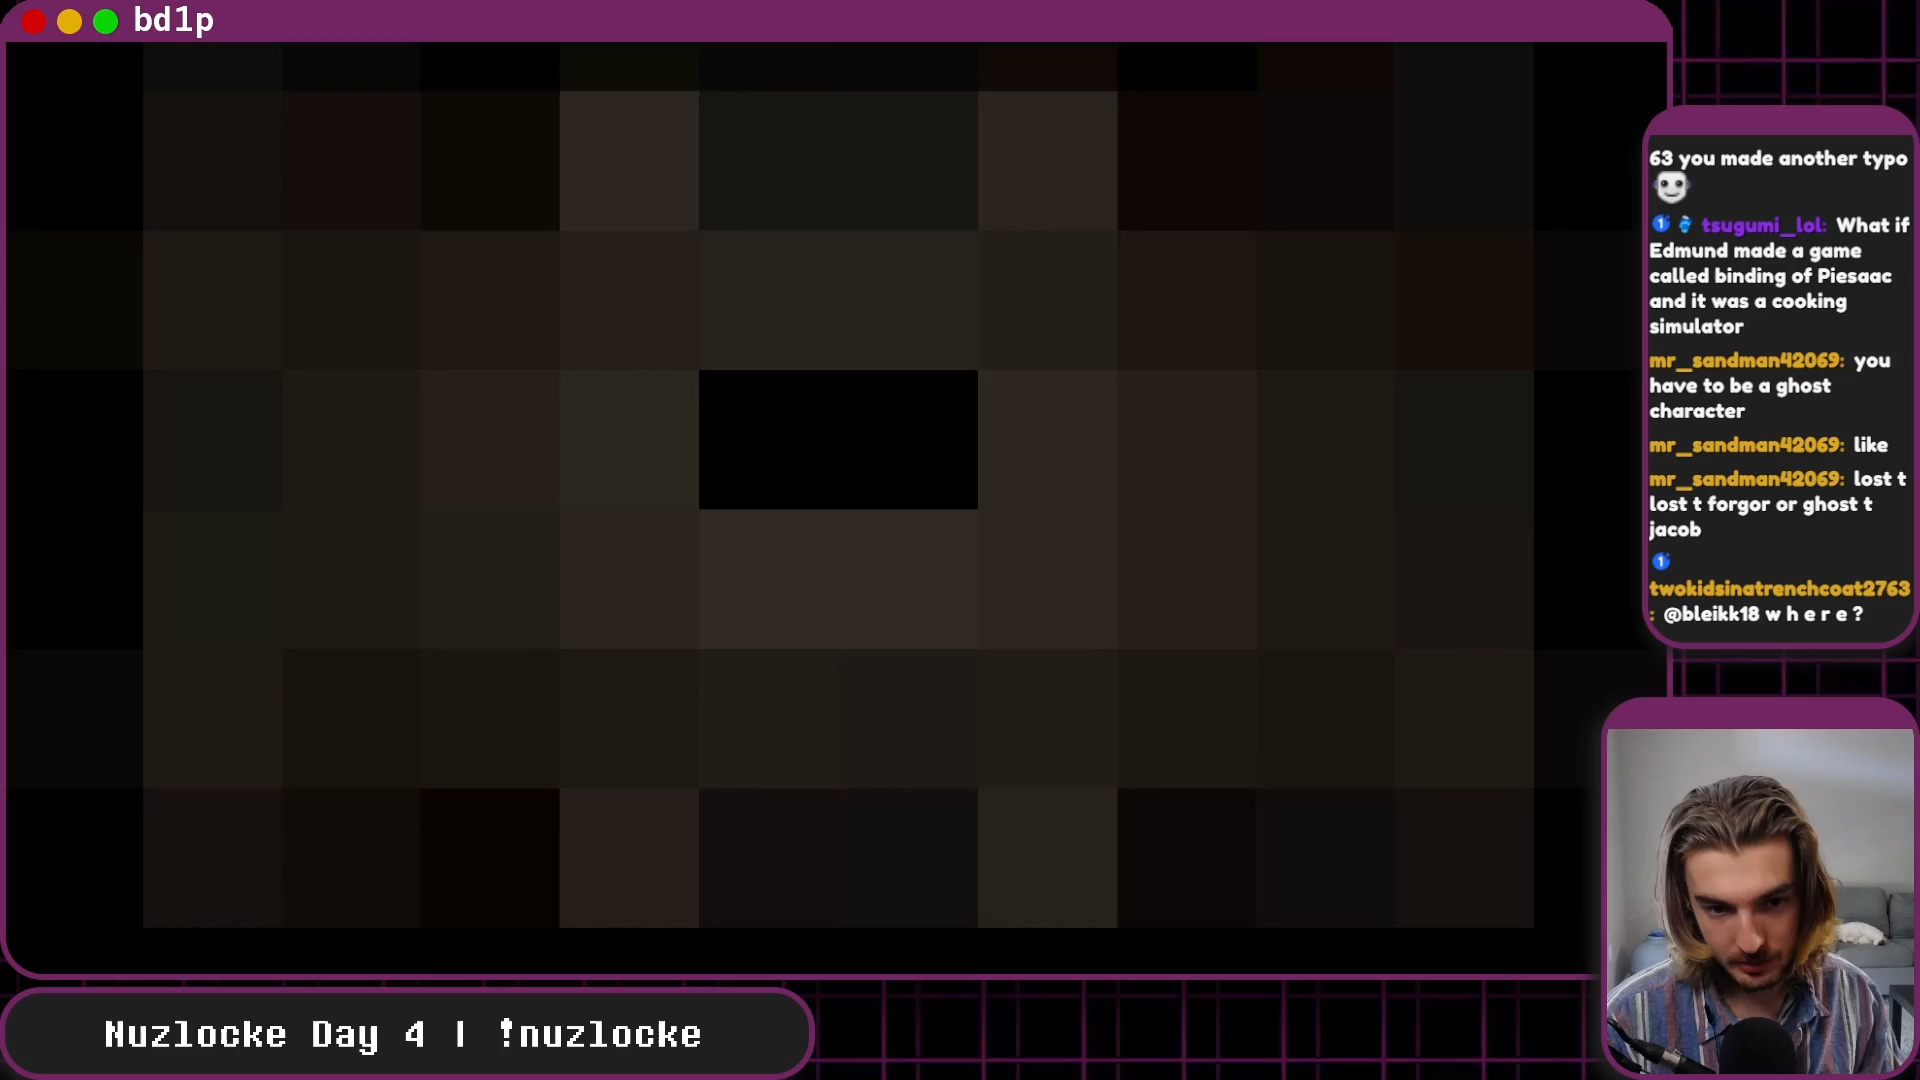 bd1p
63 you made another typo
tsugumi_lol: What if
Edmund made a game
called binding of Piesaac
and it was a cooking
simulator
mr_sandman42069: you
have to be a ghost
character
mr_sandman42069: like
mr_sandman42069: lost t
lost t forgor or ghost t
jacob
twokidsinatrenchcoat2763
: @bleikk18 w h e r e ?
Nuzlocke Day 4 | !nuzlocke